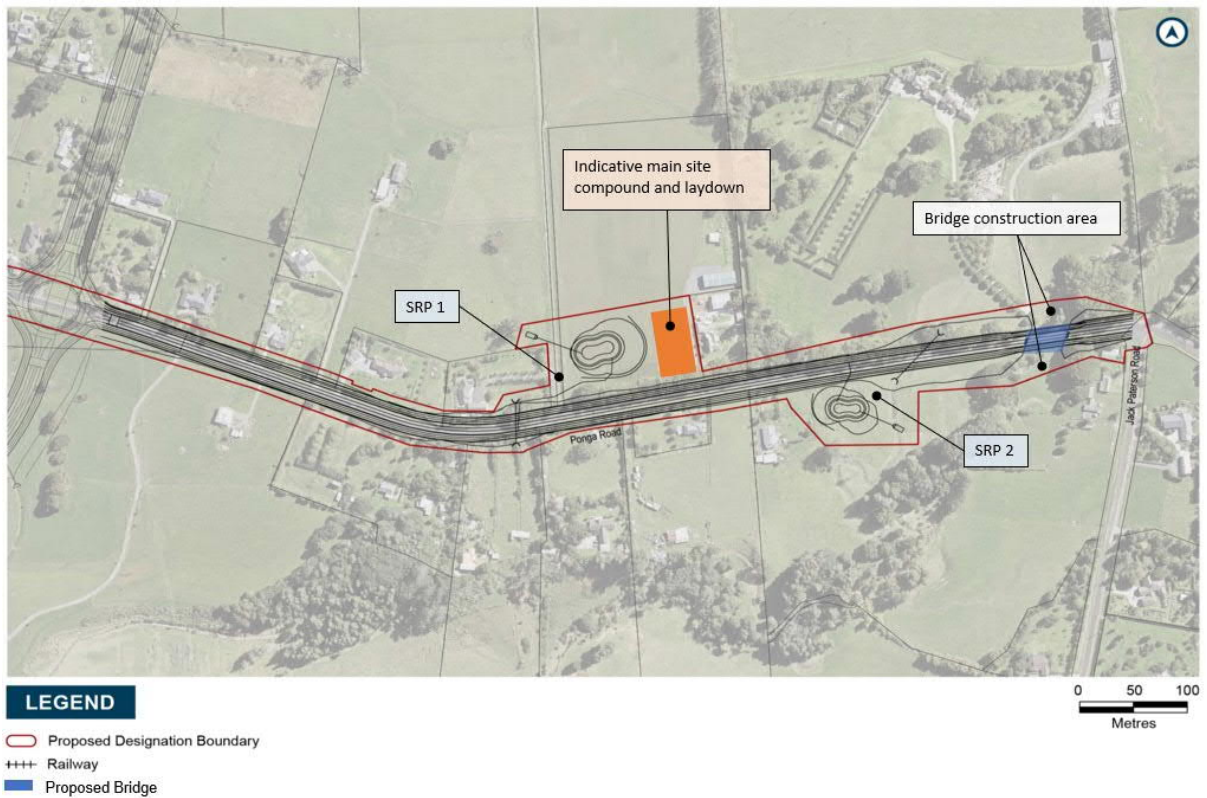 Indicative main site
compound and laydown
Bridge construction area
SRP 1
Ponga Road
Jack Paterson Road
SRP 2
LEGEND
Proposed Designation Boundary
Railway
Proposed Bridge
0 50 100
Metres